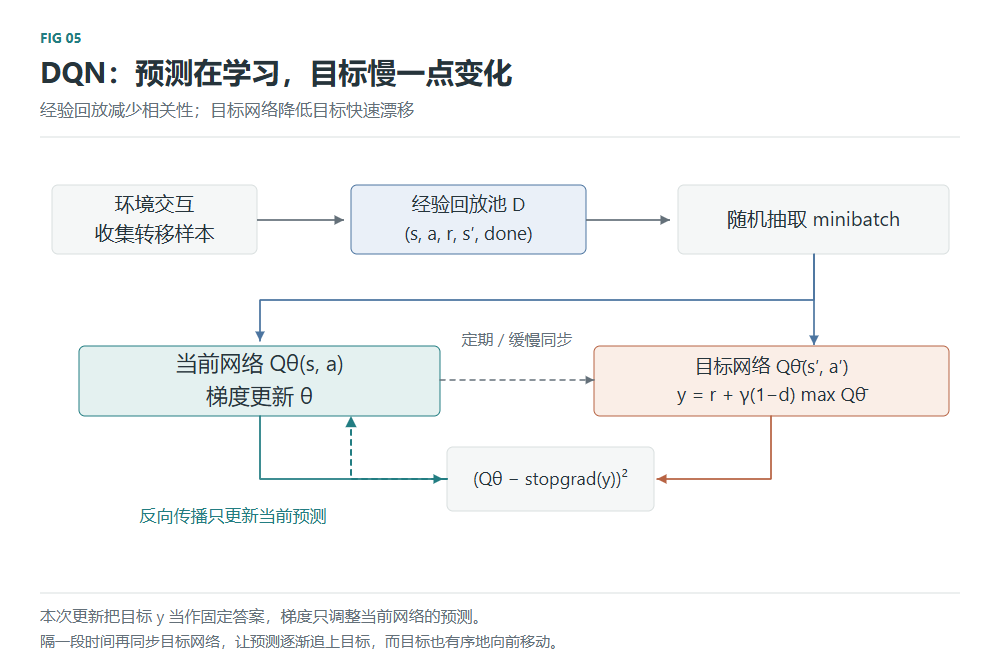 FIG 05
DQN：预测在学习，目标慢一点变化
经验回放减少相关性；目标网络降低目标快速漂移
环境交互
收集转移样本
经验回放池 D
(s, a, r, s′, done)
随机抽取 minibatch
定期 / 缓慢同步
当前网络 Qθ(s, a)
梯度更新 θ
目标网络 Qθ̄(s′, a′)
y = r + γ(1−d) max Qθ̄
(Qθ − stopgrad(y))²
反向传播只更新当前预测
本次更新把目标 y 当作固定答案，梯度只调整当前网络的预测。
隔一段时间再同步目标网络，让预测逐渐追上目标，而目标也有序地向前移动。